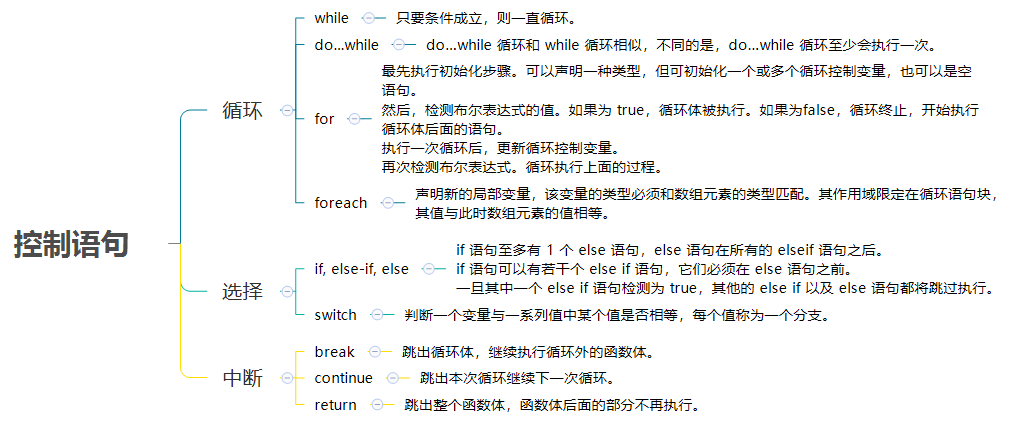 控制语句
循环
while
只要条件成立，则一直循环。
do...while
do...while 循环和 while 循环相似，不同的是，do...while 循环至少会执行一次。
for
最先执行初始化步骤。可以声明一种类型，但可初始化一个或多个循环控制变量，也可以是空
语句。
然后，检测布尔表达式的值。如果为 true，循环体被执行。如果为false，循环终止，开始执行
循环体后面的语句。
执行一次循环后，更新循环控制变量。
再次检测布尔表达式。循环执行上面的过程。
foreach
声明新的局部变量，该变量的类型必须和数组元素的类型匹配。其作用域限定在循环语句块，
其值与此时数组元素的值相等。
选择
if, else-if, else
if 语句至多有 1 个 else 语句，else 语句在所有的 elseif 语句之后。
if 语句可以有若干个 else if 语句，它们必须在 else 语句之前。
一旦其中一个 else if 语句检测为 true，其他的 else if 以及 else 语句都将跳过执行。
switch
判断一个变量与一系列值中某个值是否相等，每个值称为一个分支。
中断
break
跳出循环体，继续执行循环外的函数体。
continue
跳出本次循环继续下一次循环。
return
跳出整个函数体，函数体后面的部分不再执行。